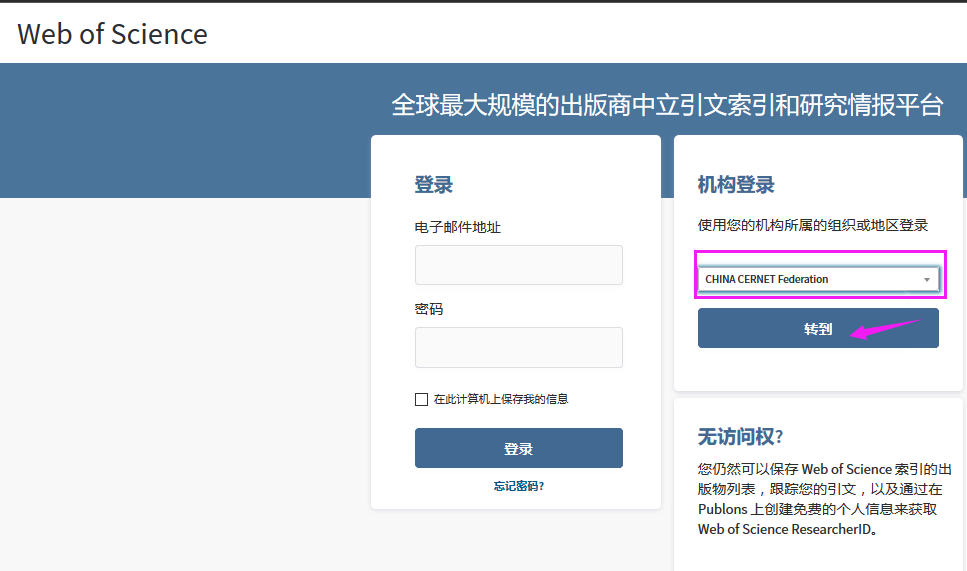 Web of Science
全球最大规模的出版商中立引文索引和研究情报平台
登录
电子邮件地址
密码
在此计算机上保存我的信息
登录
忘记密码?
机构登录
使用您的机构所属的组织或地区登录
CHINA CERNET Federation
转到
无访问权?
您仍然可以保存 Web of Science 索引的出
版物列表，跟踪您的引文，以及通过在
Publons 上创建免费的个人信息来获取
Web of Science ResearcherID。